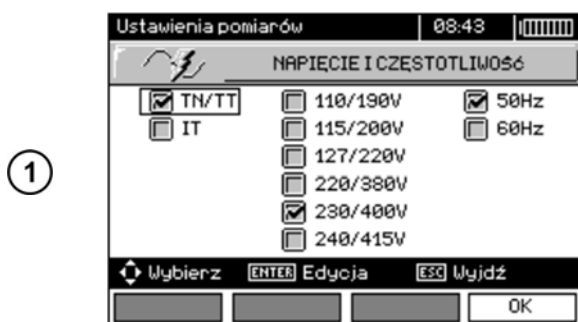 Ustawienia pomiarów 08:43
NAPIĘCIE I CZĘSTOTLIWOŚĆ
TN/TT 110/190V 50Hz
IT 115/200V 60Hz
127/220V
220/380V
230/400V
240/415V
1
Wybierz ENTER Edycja ESC Wyjdź
OK